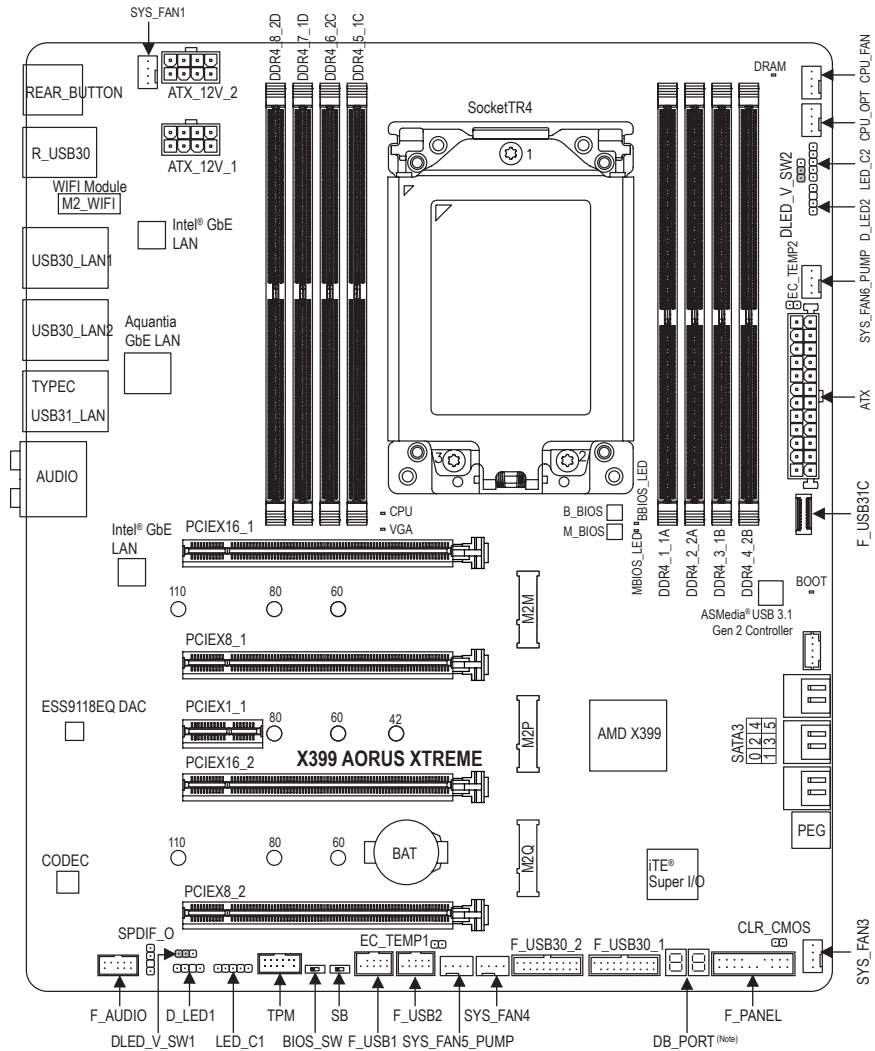 SYS_FAN1
DDR4_8_2D
DDR4_7_1D
DDR4_6_2C
DDR4_5_1C
CPU_FAN
DRAM
REAR_BUTTON
ATX_12V_2
SocketTR4
CPU_OPT
R_USB30
ATX_12V_1
1
LED_C2
DLED_V_SW2
D_LED2
WIFI Module
M2_WIFI
Intel® GbE
LAN
USB30_LAN1
EC_TEMP2
SYS_FAN6_PUMP
USB30_LAN2
Aquantia
GbE LAN
TYPEC
USB31_LAN
ATX
AUDIO
3
2
CPU
VGA
B_BIOS
M_BIOS
BBIOS_LED
MBIOS_LED
F_USB31C
Intel® GbE
LAN
PCIEX16_1
DDR4_1_1A
DDR4_2_2A
DDR4_3_1B
DDR4_4_2B
110
80
60
M2M
BOOT
ASMedia® USB 3.1
Gen 2 Controller
PCIEX8_1
ESS9118EQ DAC
PCIEX1_1
80
60
42
M2P
AMD X399
SATA3
0 2 4
1 3 5
X399 AORUS XTREME
PCIEX16_2
PEG
110
80
60
BAT
M2Q
CODEC
iTE®
Super I/O
PCIEX8_2
SPDIF_O
EC_TEMP1
F_USB30_2
F_USB30_1
CLR_CMOS
SYS_FAN3
F_AUDIO
D_LED1
TPM
SB
F_USB2
SYS_FAN4
F_PANEL
DLED_V_SW1
LED_C1
BIOS_SW
F_USB1
SYS_FAN5_PUMP
DB_PORT (Note)